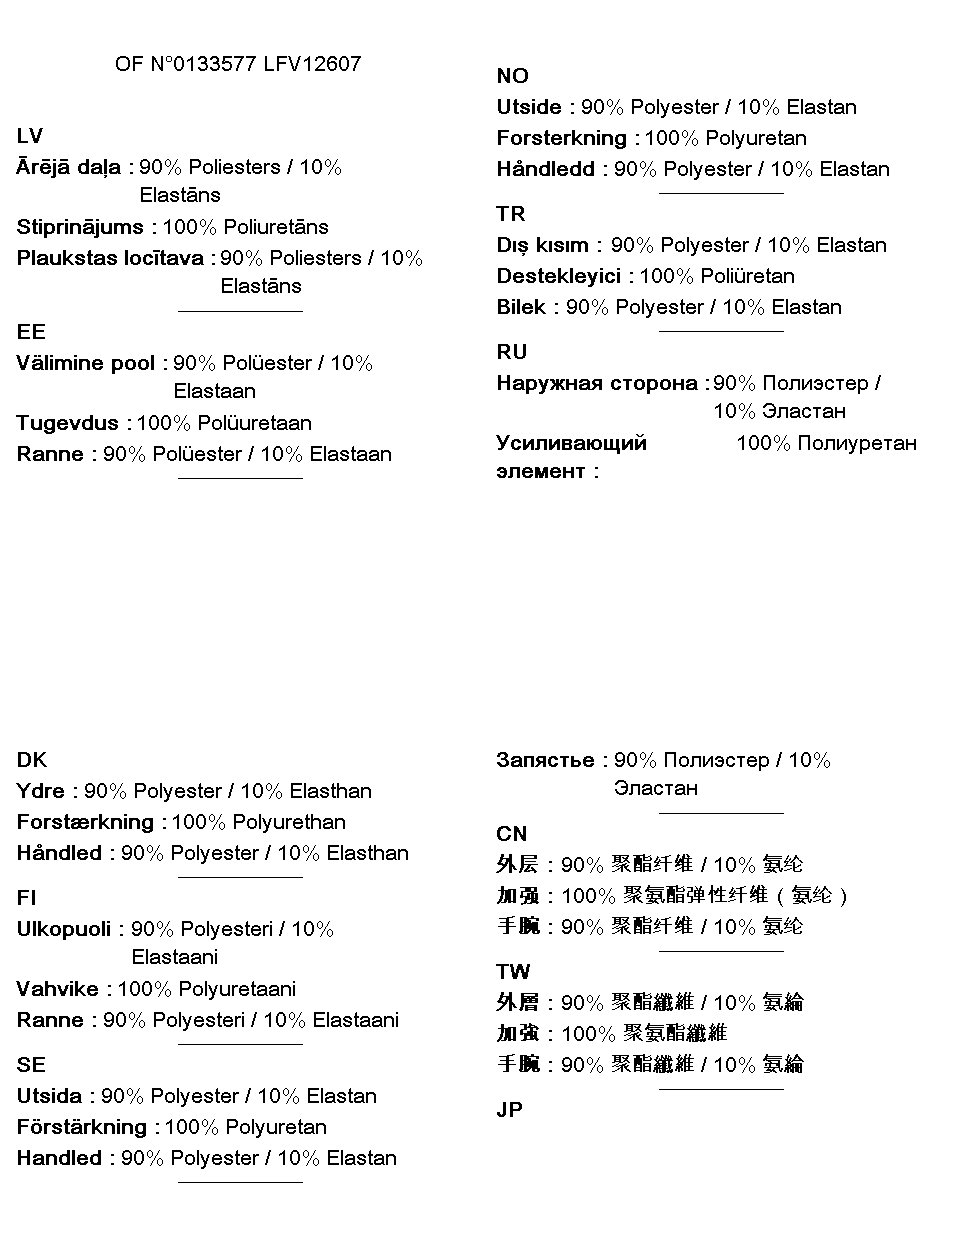 OF N°0133577 LFV12607
LV
Ārējā daļa : 90% Poliesters / 10%
Elastāns
Stiprinājums : 100% Poliuretāns
Plaukstas locītava : 90% Poliesters / 10%
Elastāns
EE
Välimine pool : 90% Polüester / 10%
Elastaan
Tugevdus : 100% Polüuretaan
Ranne : 90% Polüester / 10% Elastaan
DK
Ydre : 90% Polyester / 10% Elasthan
Forstærkning : 100% Polyurethan
Håndled : 90% Polyester / 10% Elasthan
FI
Ulkopuoli : 90% Polyesteri / 10%
Elastaani
Vahvike : 100% Polyuretaani
Ranne : 90% Polyesteri / 10% Elastaani
SE
Utsida : 90% Polyester / 10% Elastan
Förstärkning : 100% Polyuretan
Handled : 90% Polyester / 10% Elastan
NO
Utside : 90% Polyester / 10% Elastan
Forsterkning : 100% Polyuretan
Håndledd : 90% Polyester / 10% Elastan
TR
Dış kısım : 90% Polyester / 10% Elastan
Destekleyici : 100% Poliüretan
Bilek : 90% Polyester / 10% Elastan
RU
Наружная сторона : 90% Полиэстер /
10% Эластан
Усиливающий 100% Полиуретан
элемент :
Запястье : 90% Полиэстер / 10%
Эластан
CN
外层 : 90% 聚酯纤维 / 10% 氨纶
加强 : 100% 聚氨酯弹性纤维 ( 氨纶 )
手腕 : 90% 聚酯纤维 / 10% 氨纶
TW
外層 : 90% 聚酯纖維 / 10% 氨綸
加強 : 100% 聚氨酯纖維
手腕 : 90% 聚酯纖維 / 10% 氨綸
JP